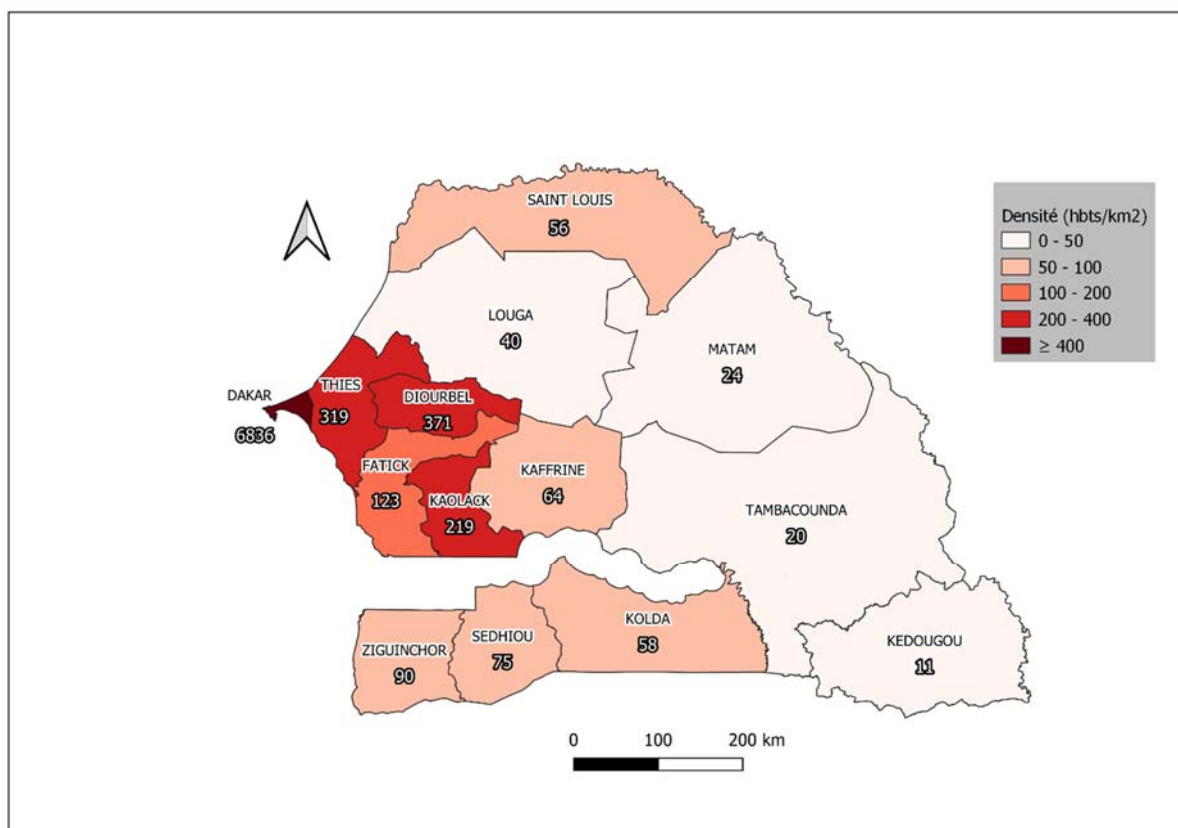 SAINT LOUIS
56
Densité (hbts/km2)
0 - 50
50 - 100
100 - 200
200 - 400
≥ 400
LOUGA
40
MATAM
24
DAKAR
6836
THIES
319
DIOURBEL
371
FATICK
123
KAOLACK
219
KAFFRINE
64
TAMBACOUNDA
20
ZIGUINCHOR
90
SEDHIOU
75
KOLDA
58
KEDOUGOU
11
0 100 200 km